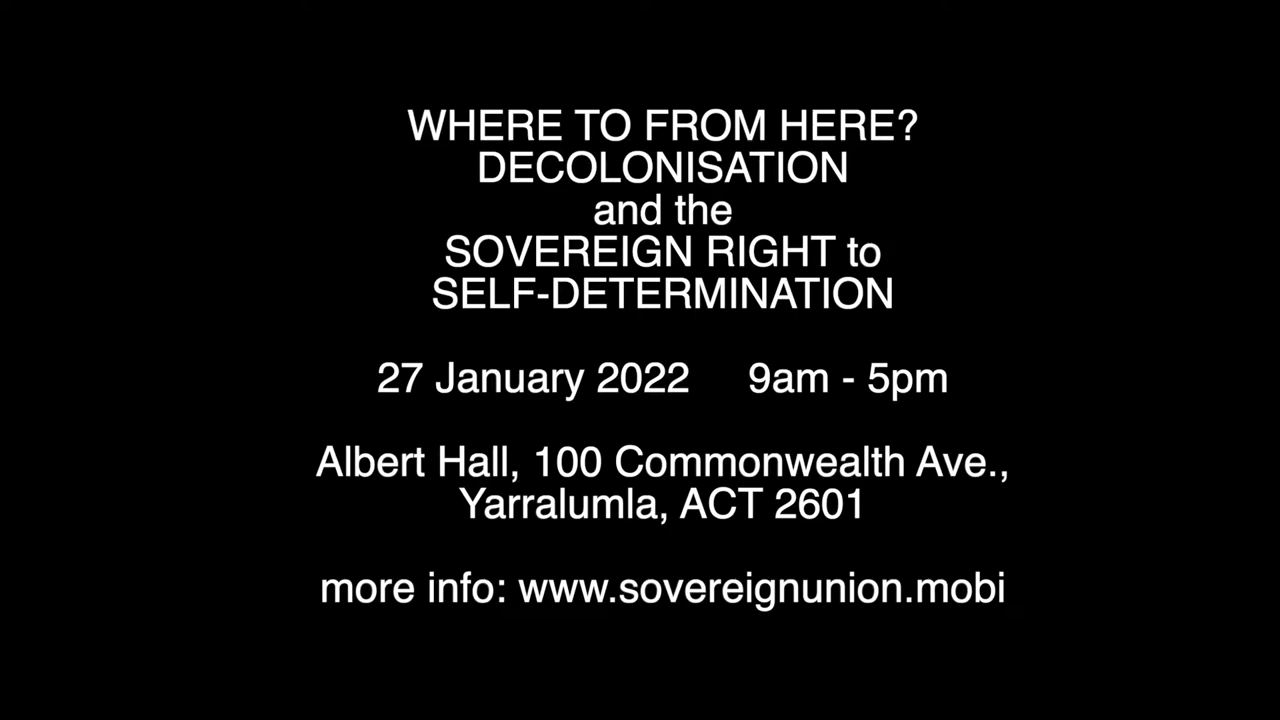 WHERE TO FROM HERE?
DECOLONISATION
and the
SOVEREIGN RIGHT to
SELF-DETERMINATION
27 January 2022 9am - 5pm
Albert Hall, 100 Commonwealth Ave.,
Yarralumla, ACT 2601
more info: www.sovereignunion.mobi